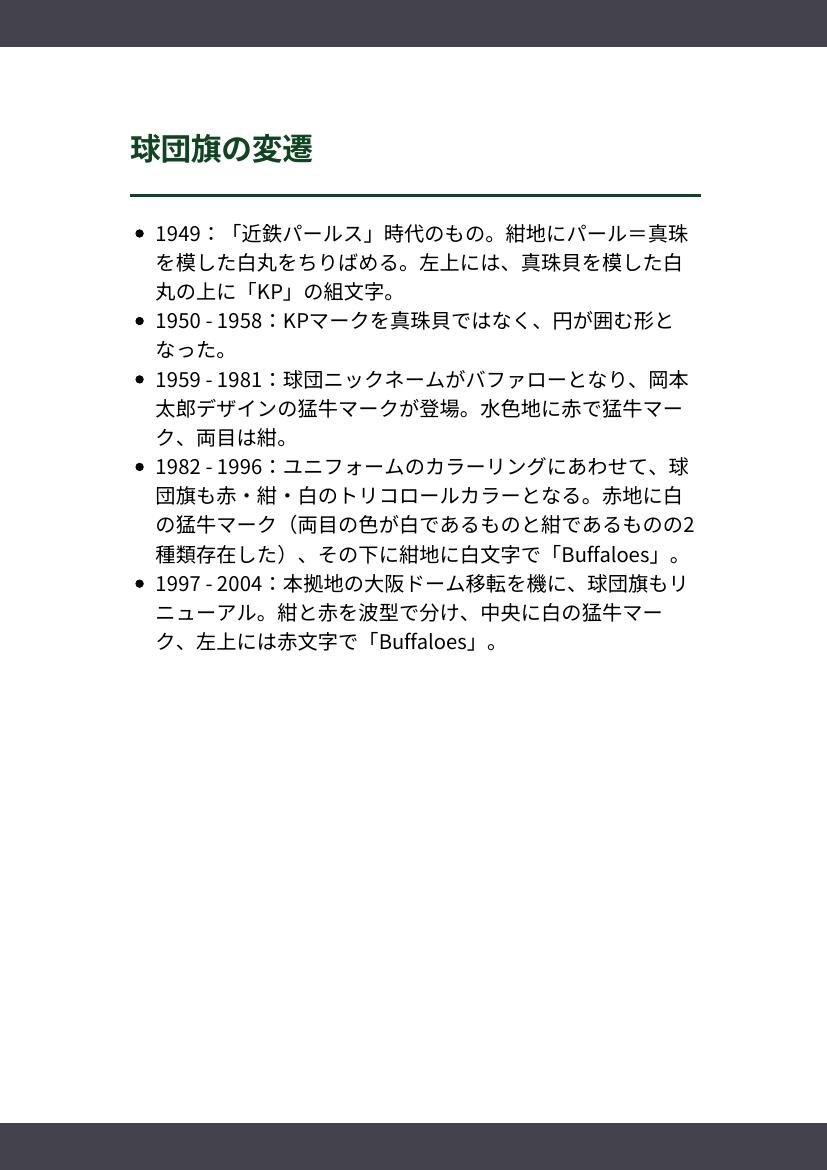 球団旗の変遷
1949：「近鉄パールス」時代のもの。紺地にパール＝真珠
を模した白丸をちりばめる。左上には、真珠貝を模した白
丸の上に「KP」の組文字。
1950 - 1958：KPマークを真珠貝ではなく、円が囲む形と
なった。
1959 - 1981：球団ニックネームがバファローとなり、岡本
太郎デザインの猛牛マークが登場。水色地に赤で猛牛マー
ク、両目は紺。
1982 - 1996：ユニフォームのカラーリングにあわせて、球
団旗も赤・紺・白のトリコロールカラーとなる。赤地に白
の猛牛マーク（両目の色が白であるものと紺であるものの2
種類存在した）、その下に紺地に白文字で「Buffaloes」。
1997 - 2004：本拠地の大阪ドーム移転を機に、球団旗もリ
ニューアル。紺と赤を波型で分け、中央に白の猛牛マー
ク、左上には赤文字で「Buffaloes」。